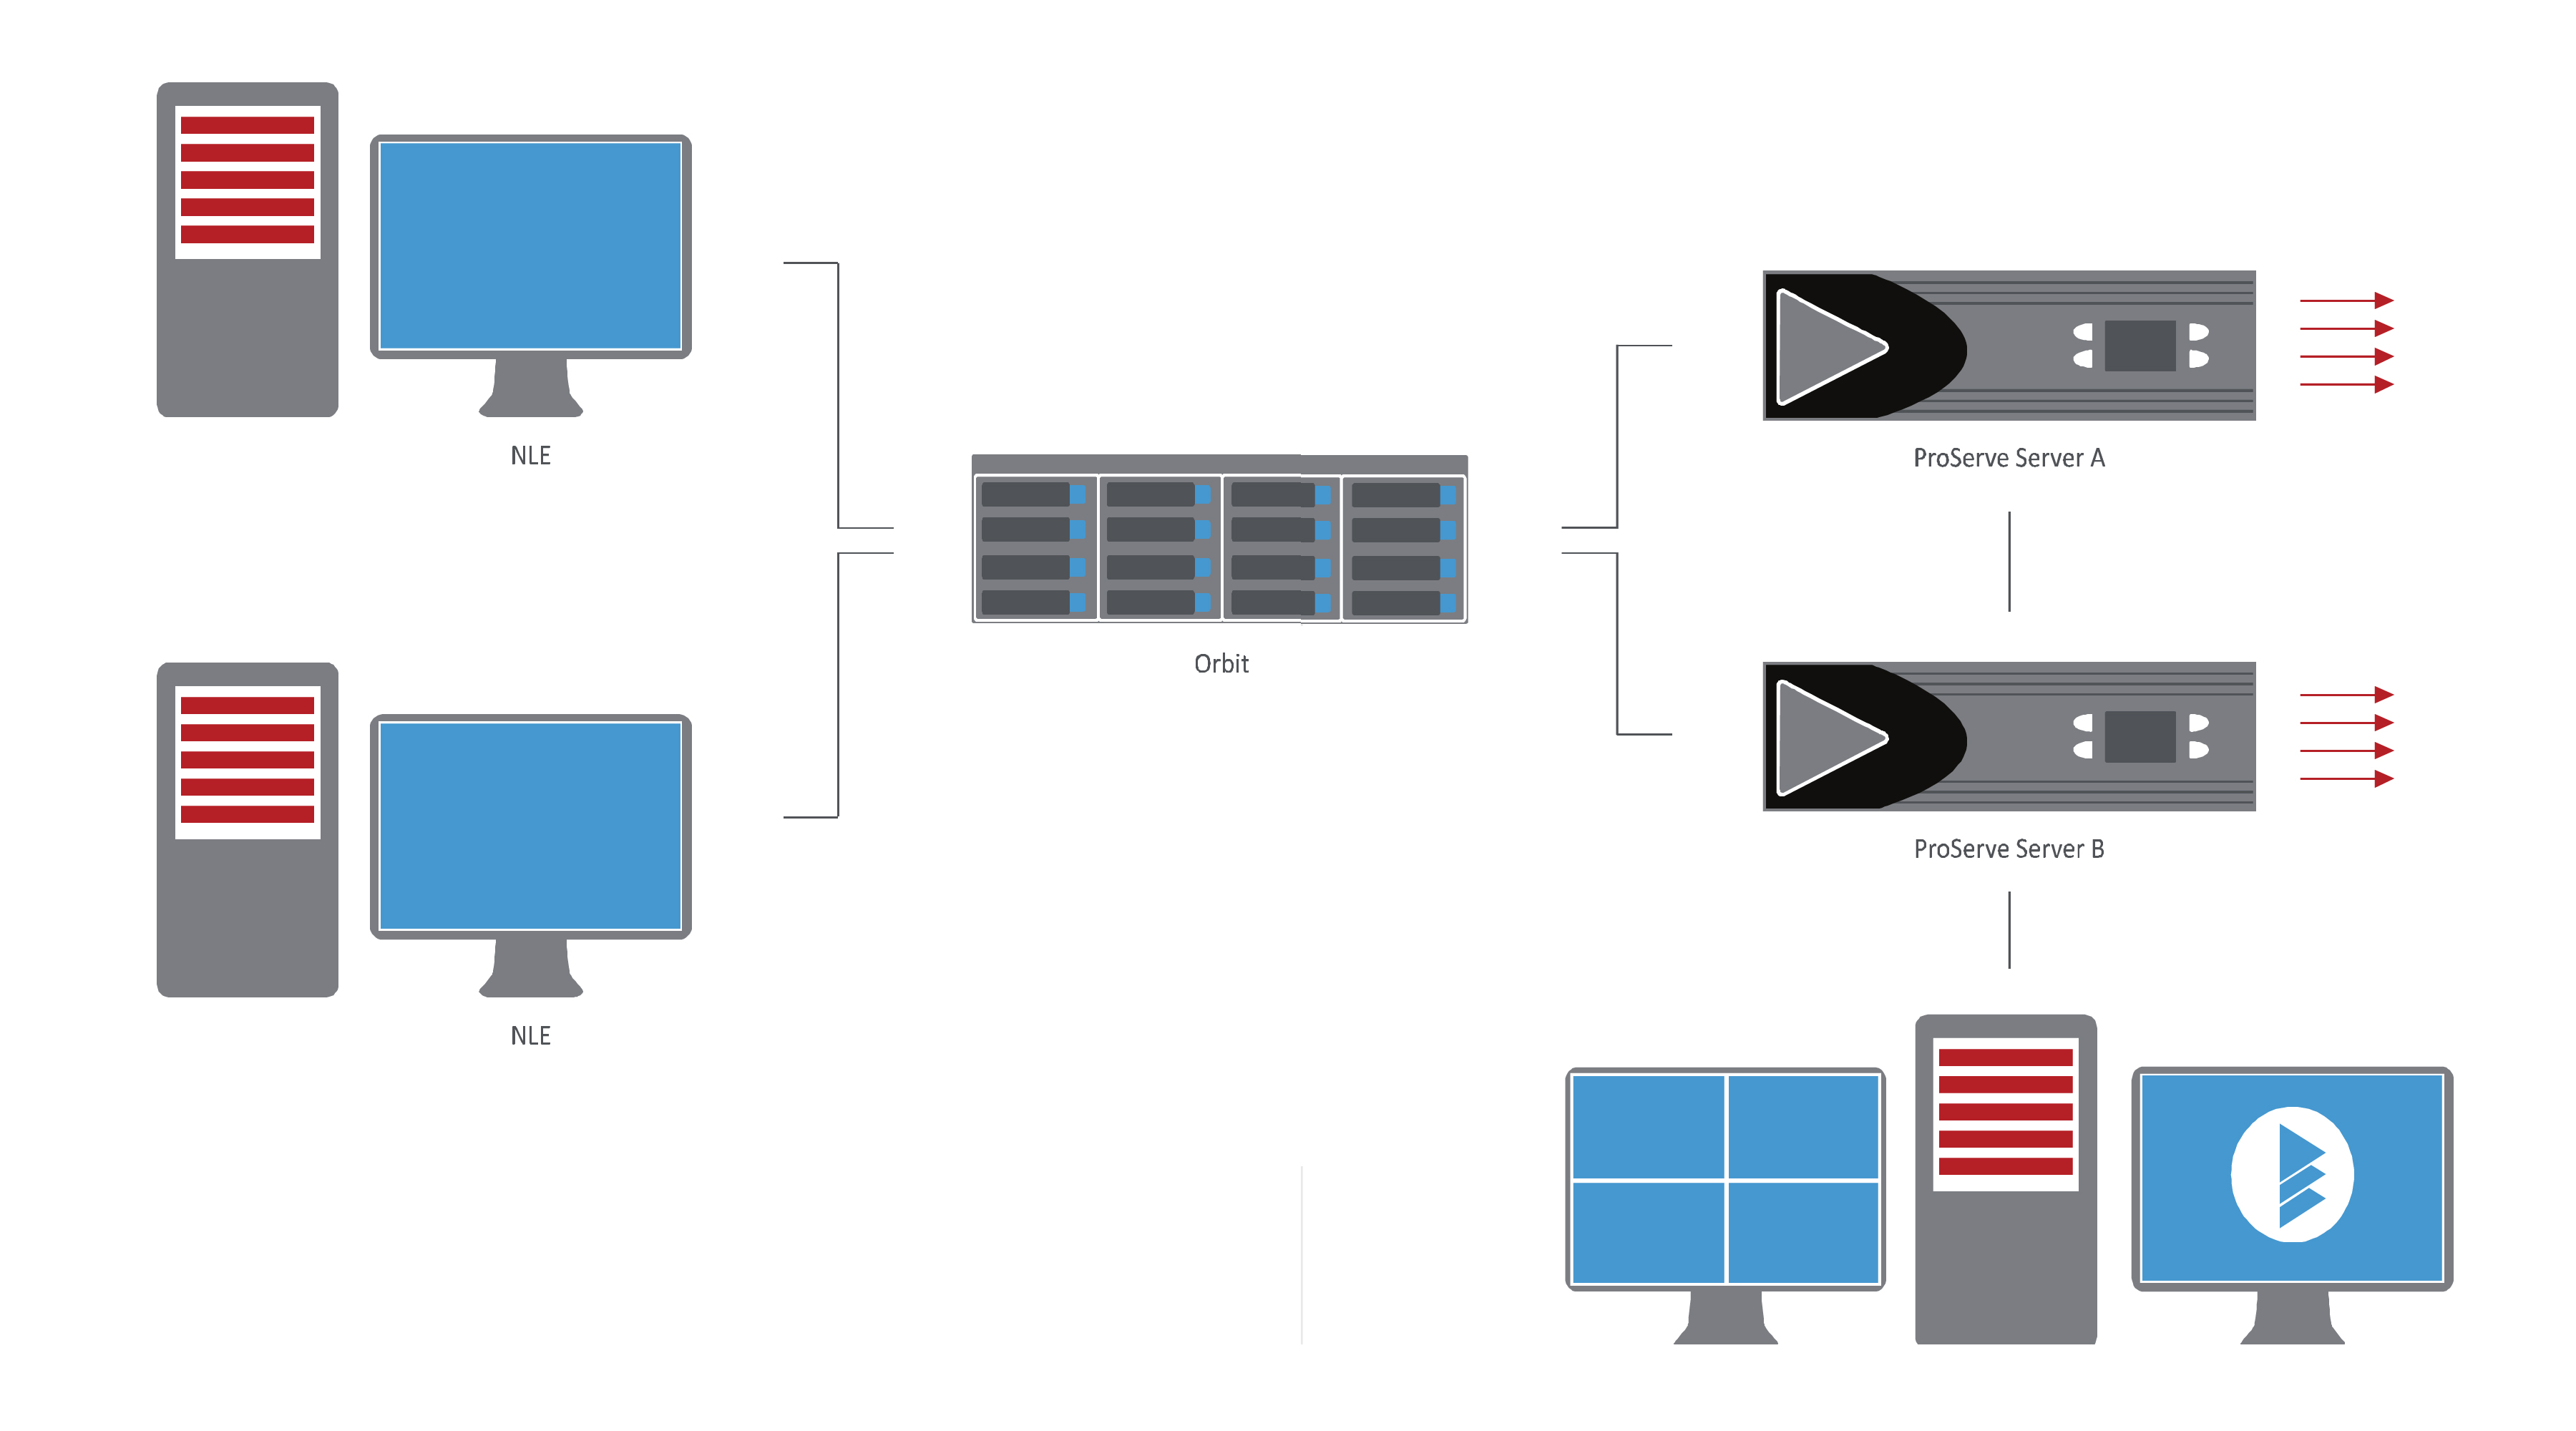 NLE
ProServe Server A
Orbit
ProServe Server B
NLE